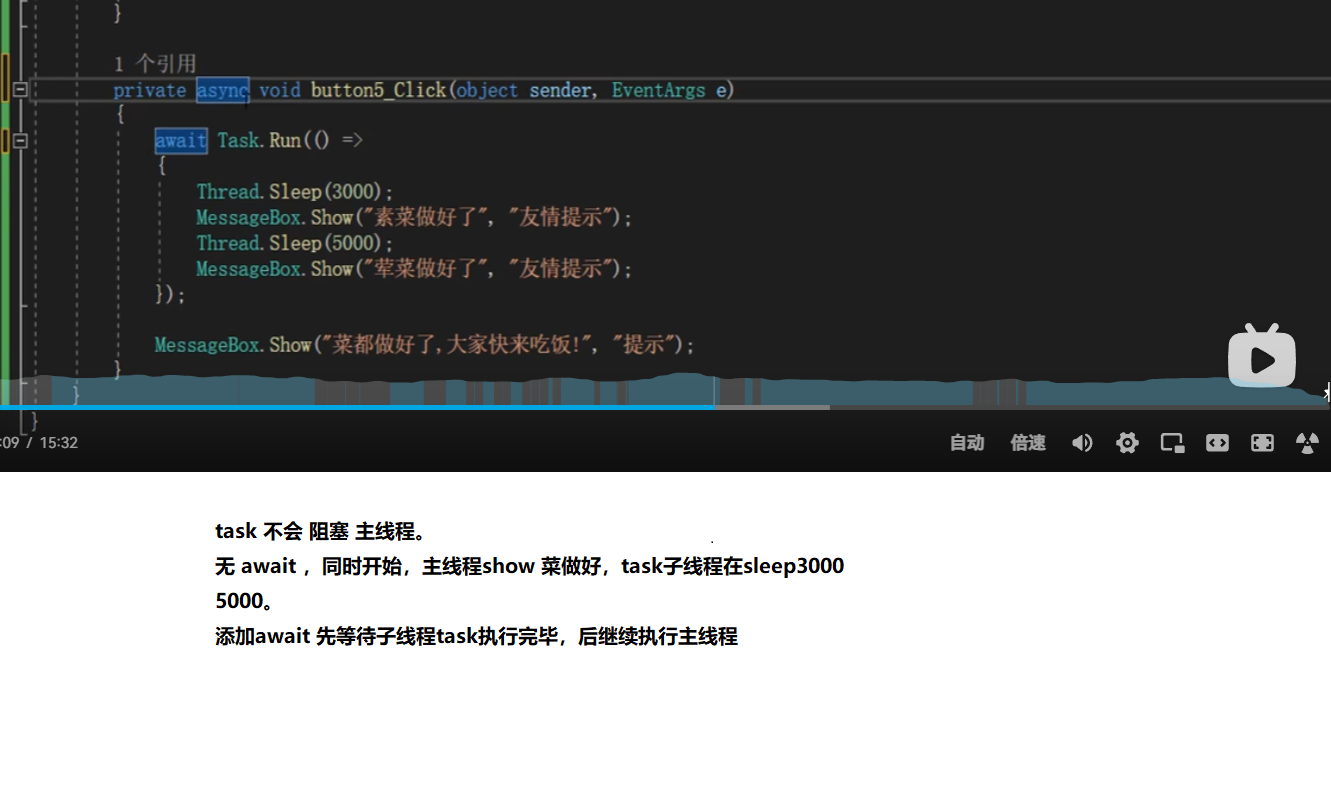 }
1 个引用
private async void button5_Click(object sender, EventArgs e)
{
await Task.Run(() =>
{
Thread.Sleep(3000);
MessageBox.Show("素菜做好了", "友情提示");
Thread.Sleep(5000);
MessageBox.Show("荤菜做好了", "友情提示");
});
MessageBox.Show("菜都做好了,大家快来吃饭!", "提示");
}
}
}
:09 / 15:32
自动 倍速
task 不会 阻塞 主线程。
无 await ，同时开始，主线程show 菜做好，task子线程在sleep3000
5000。
添加await 先等待子线程task执行完毕，后继续执行主线程